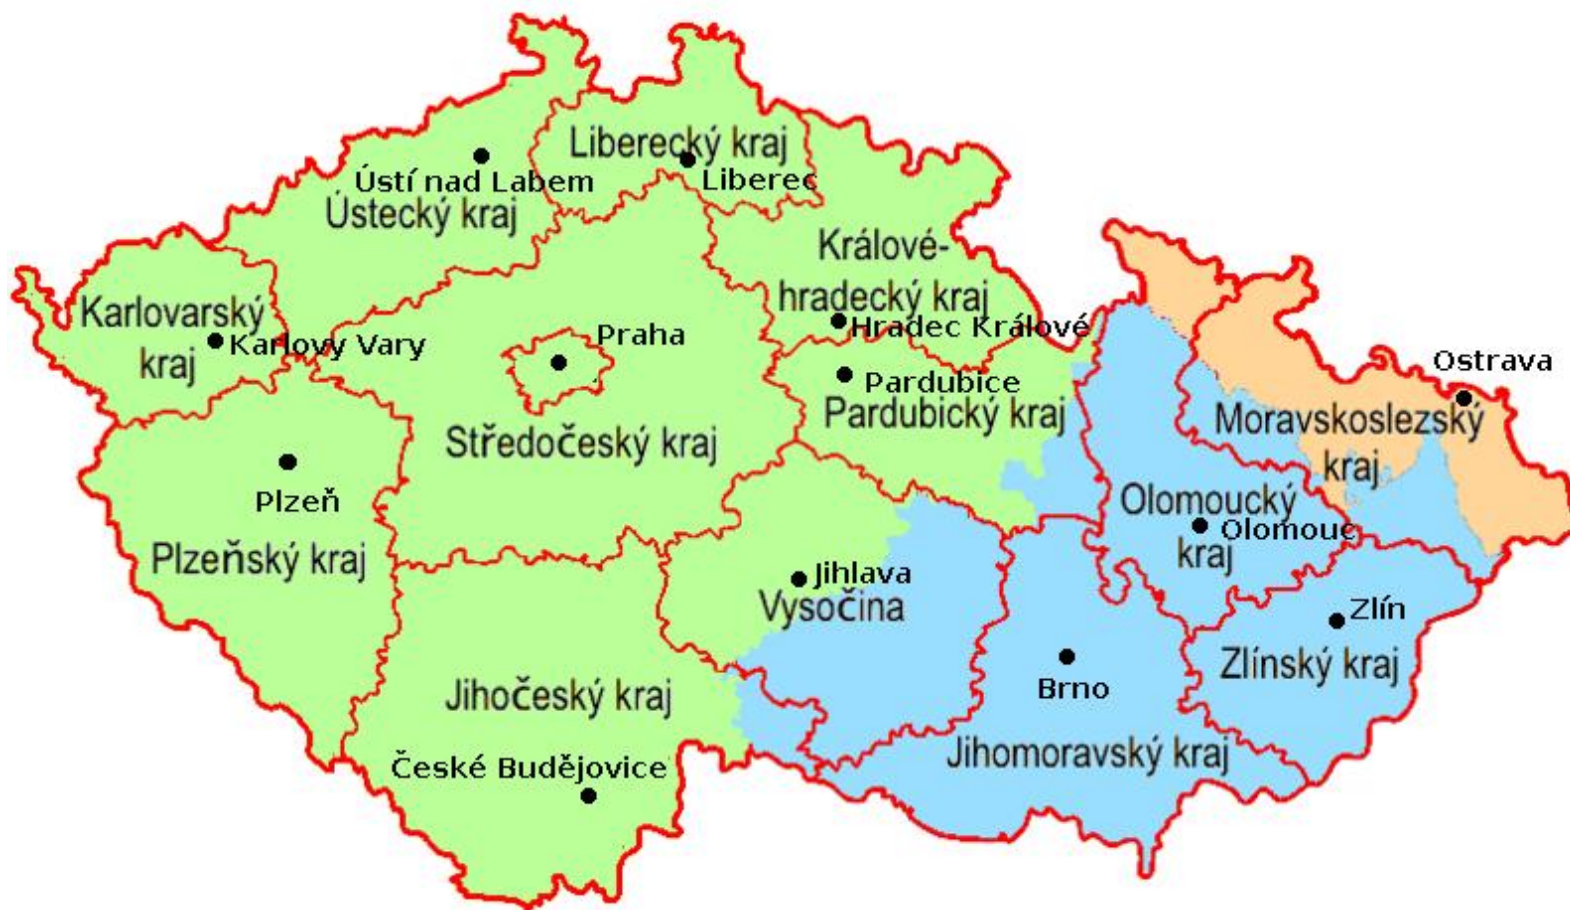 Liberecký kraj
Liberec
Ústí nad Labem
Ústecký kraj
Králové-
hradecký kraj
Hradec Králové
Karlovarský
kraj
Karlovy Vary
Praha
Ostrava
Pardubice
Pardubický kraj
Moravskoslezský
kraj
Středočeský kraj
Plzeň
Plzeňský kraj
Olomoucký
kraj
Olomouc
Jihlava
Vysočina
Zlín
Zlínský kraj
Brno
Jihočeský kraj
Jihomoravský kraj
České Budějovice